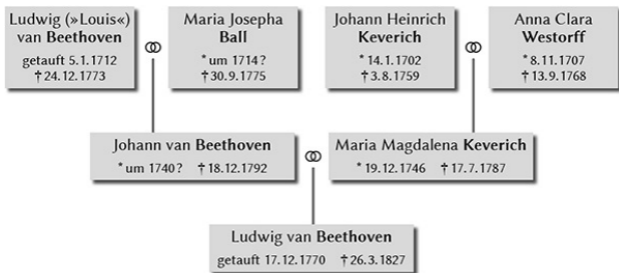 Ludwig (»Louis«)
van Beethoven
getauft 5.1.1712
†24.12.1773
Maria Josepha
Ball
*um 1714?
†30.9.1775
Johann Heinrich
Keverich
*14.1.1702
†3.8.1759
Anna Clara
Westorff
*8.11.1707
†13.9.1768
Johann van Beethoven
*um 1740? †18.12.1792
Maria Magdalena Keverich
*19.12.1746 †17.7.1787
Ludwig van Beethoven
getauft 17.12.1770 †26.3.1827